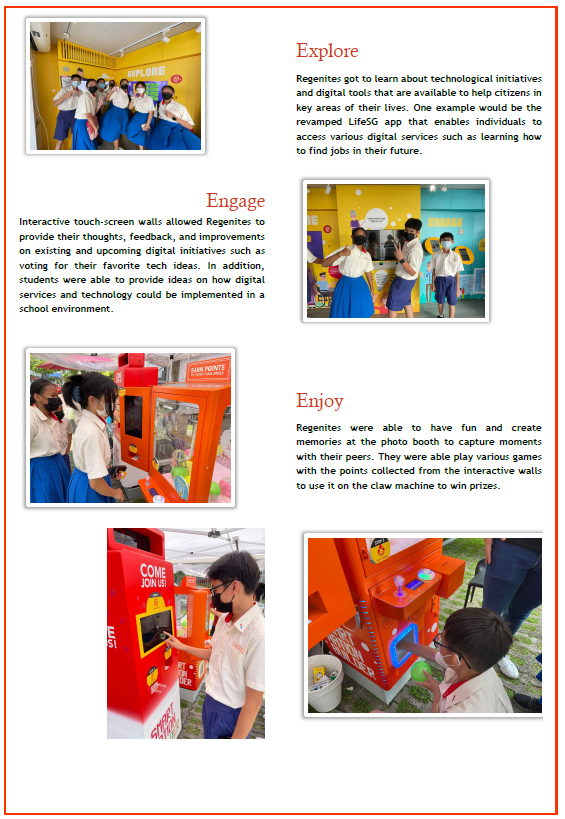 EXPLORE
Explore
Regenites got to learn about technological initiatives
and digital tools that are available to help citizens in
key areas of their lives. One example would be the
revamped LifeSG app that enables individuals to
access various digital services such as learning how
to find jobs in their future.
Engage
Interactive touch-screen walls allowed Regenites to
provide their thoughts, feedback, and improvements
on existing and upcoming digital initiatives such as
voting for their favorite tech ideas. In addition,
students were able to provide ideas on how digital
services and technology could be implemented in a
school environment.
ENGAGE
EARN POINTS
Enjoy
Regenites were able to have fun and create
memories at the photo booth to capture moments
with their peers. They were able play various games
with the points collected from the interactive walls
to use it on the claw machine to win prizes.
COME
JOIN US!
SMART
NATION